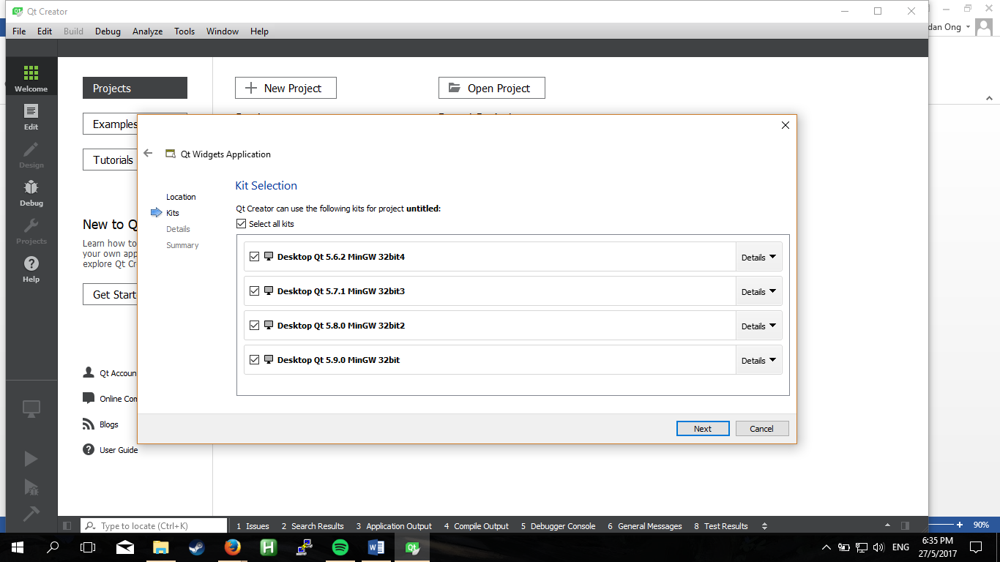 Qt Creator
File Edit Build Debug Analyze Tools Window Help
dan Ong
Welcome
Edit
Design
Debug
Projects
Help
Projects
Examples
Tutorials
New to Q
Learn how to
your own app
explore Qt Cr
Get Start
Qt Accoun
Online Con
Blogs
User Guide
New Project
Open Project
Qt Widgets Application
Location
Kits
Details
Summary
Kit Selection
Qt Creator can use the following kits for project untitled:
Select all kits
Desktop Qt 5.6.2 MinGW 32bit4 Details
Desktop Qt 5.7.1 MinGW 32bit3 Details
Desktop Qt 5.8.0 MinGW 32bit2 Details
Desktop Qt 5.9.0 MinGW 32bit Details
Next Cancel
Type to locate (Ctrl+K) 1 Issues 2 Search Results 3 Application Output 4 Compile Output 5 Debugger Console 6 General Messages 8 Test Results
90%
ENG
6:35 PM
27/5/2017